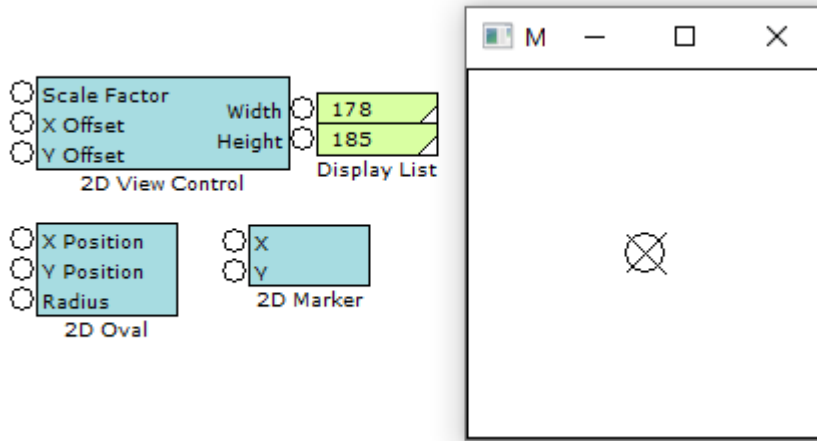 M
Scale Factor
X Offset
Y Offset
Width
Height
178
185
2D View Control
Display List
X Position
Y Position
Radius
2D Oval
X
Y
2D Marker